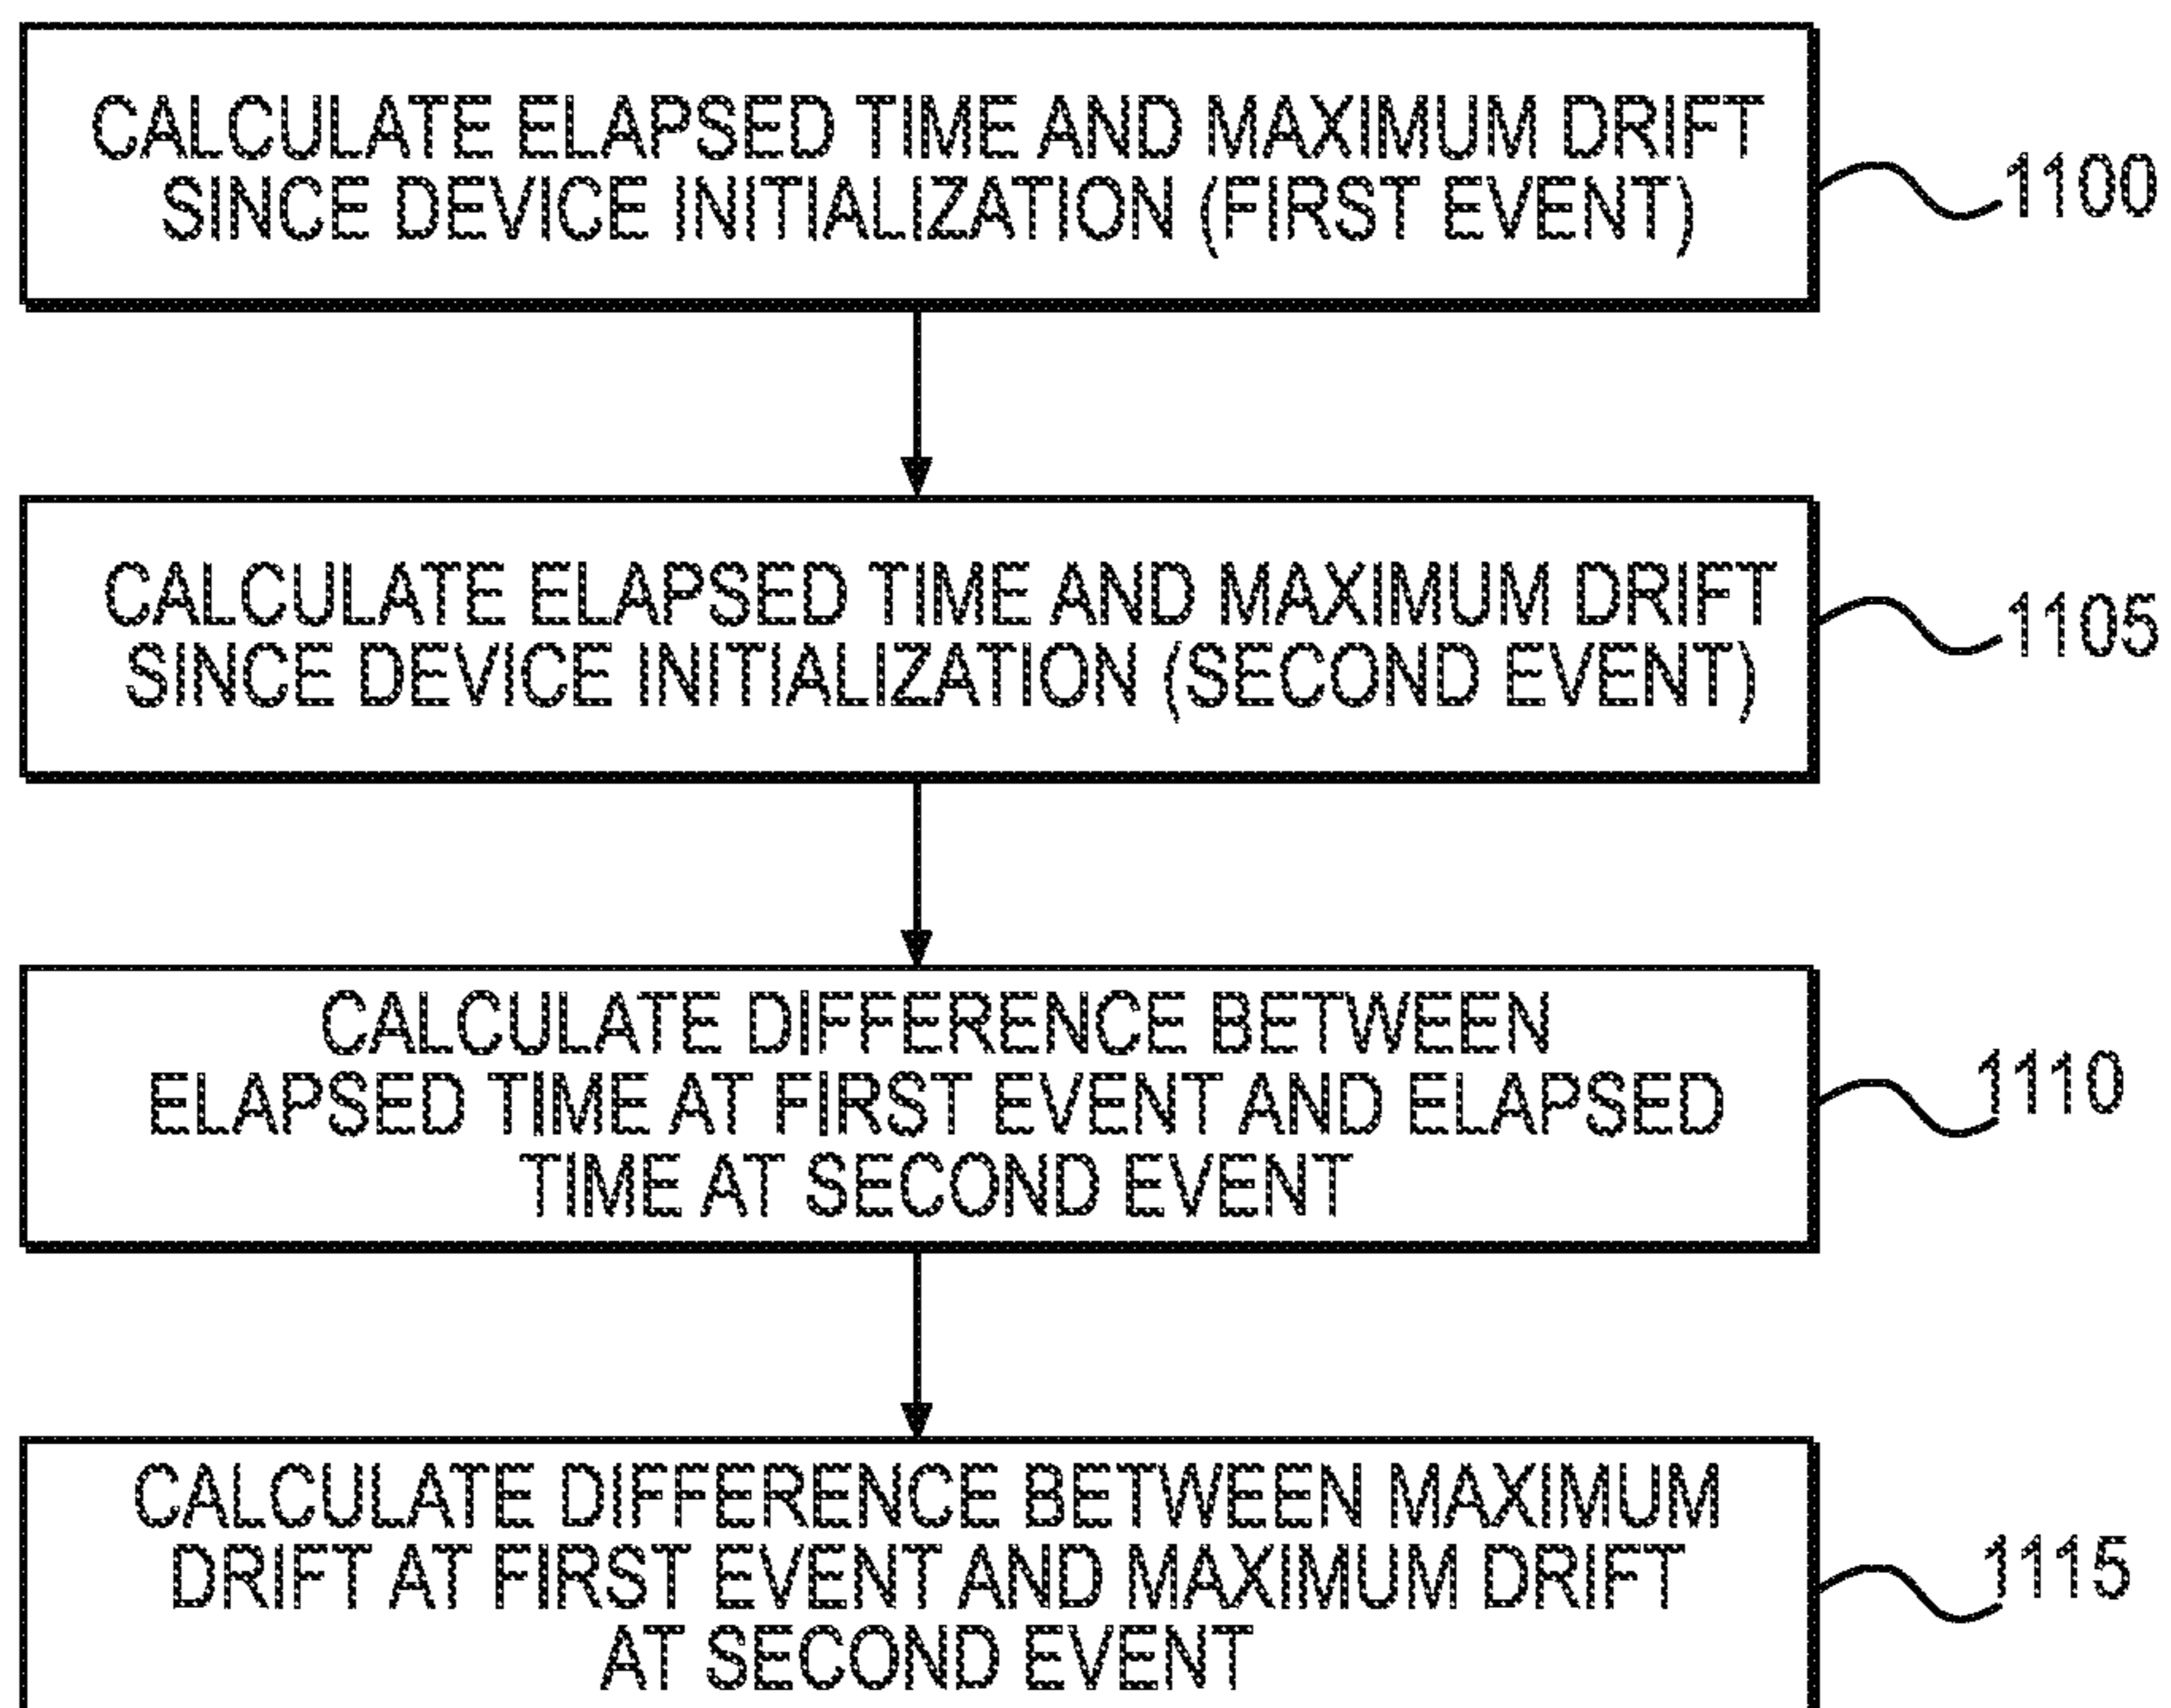 CALCULATE ELAPSED TIME AND MAXIMUM DRIFT
SINCE DEVICE INITIALIZATION (FIRST EVENT)
1100
CALCULATE ELAPSED TIME AND MAXIMUM DRIFT
SINCE DEVICE INITIALIZATION (SECOND EVENT)
1105
CALCULATE DIFFERENCE BETWEEN
ELAPSED TIME AT FIRST EVENT AND ELAPSED
TIME AT SECOND EVENT
1110
CALCULATE DIFFERENCE BETWEEN MAXIMUM
DRIFT AT FIRST EVENT AND MAXIMUM DRIFT
AT SECOND EVENT
1115